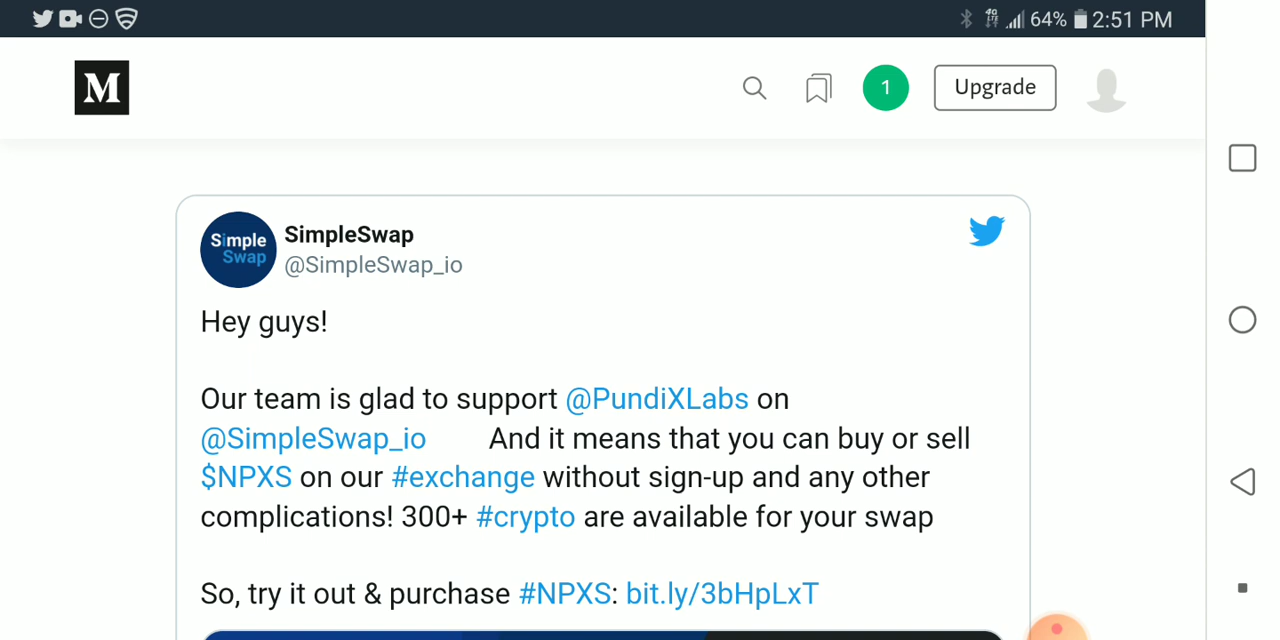 4G LTE 64% 2:51 PM
M 1 Upgrade
Simple Swap
SimpleSwap
@SimpleSwap_io
Hey guys!
Our team is glad to support @PundiXLabs on
@SimpleSwap_io And it means that you can buy or sell
$NPXS on our #exchange without sign-up and any other
complications! 300+ #crypto are available for your swap
So, try it out & purchase #NPXS: bit.ly/3bHpLxT